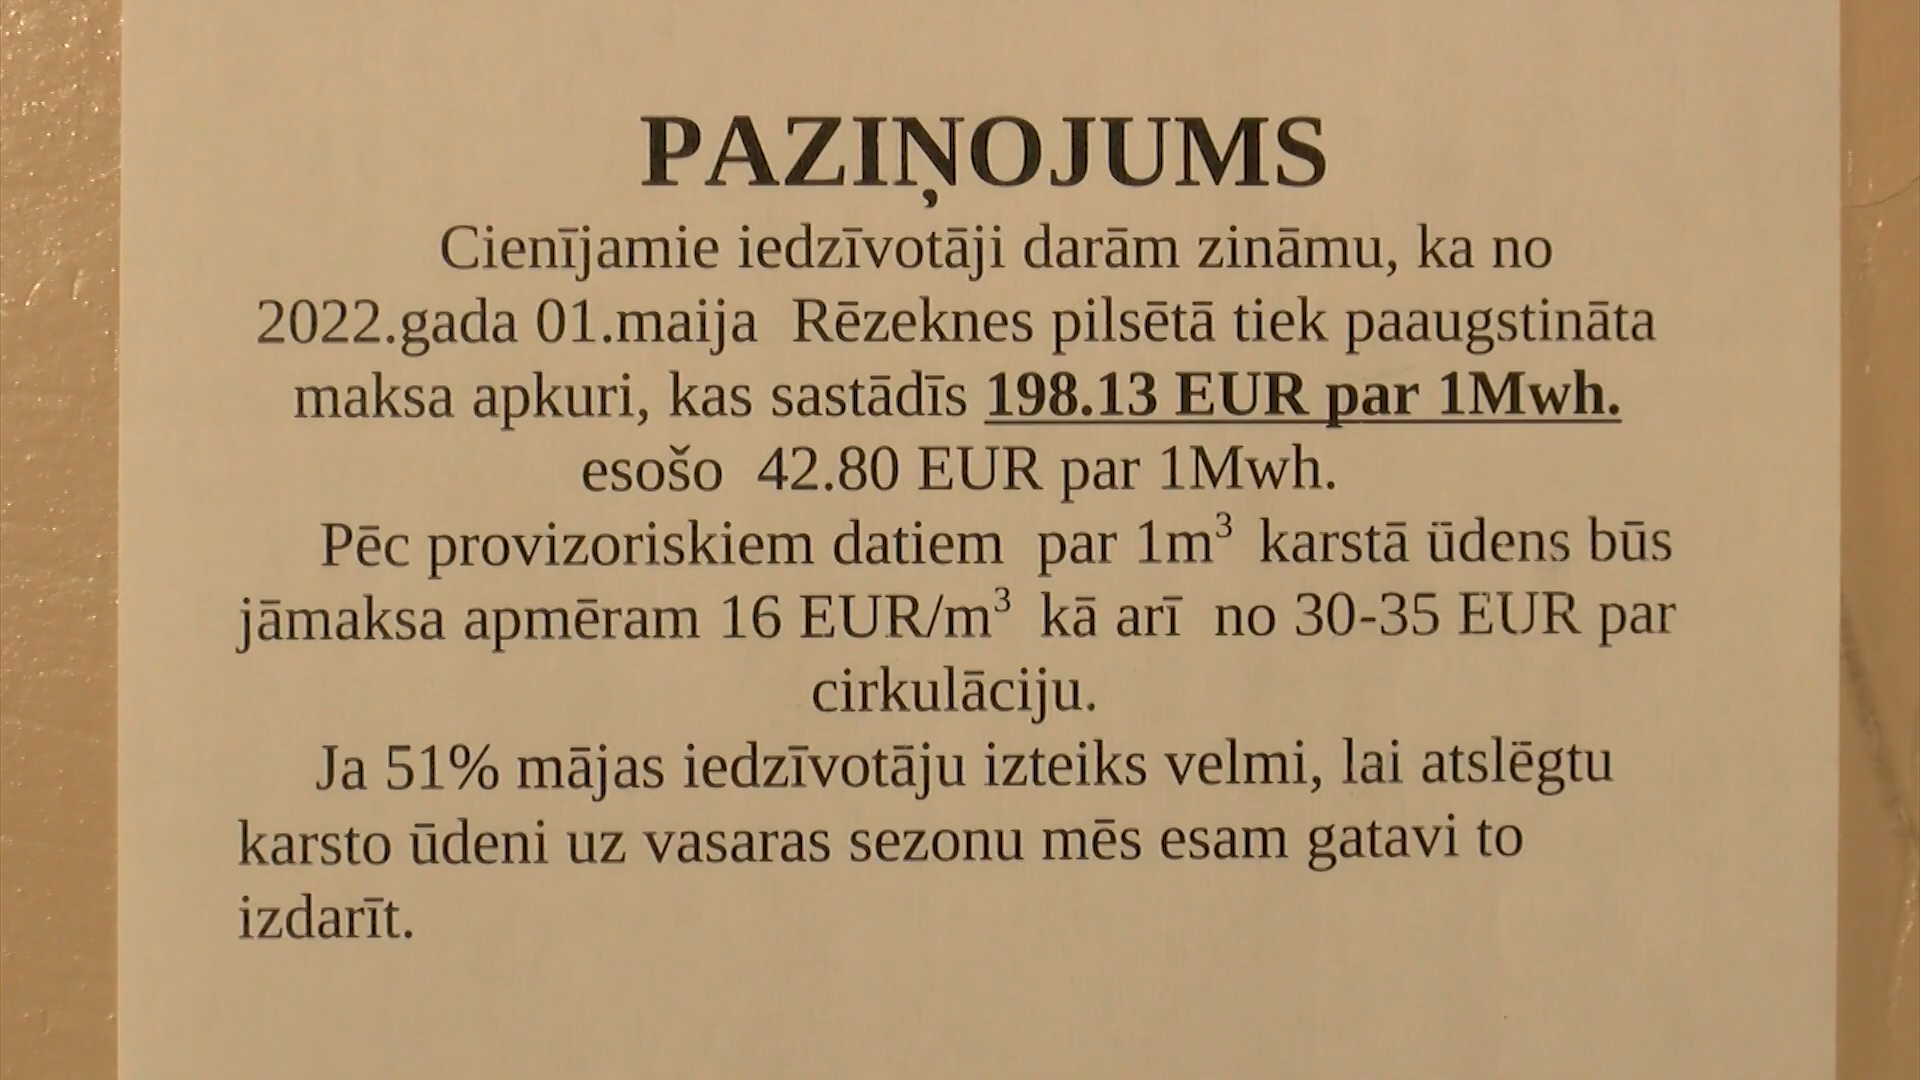 PAZIŅOJUMS
Cienījamie iedzīvotāji darām zināmu, ka no
2022.gada 01.maija Rēzeknes pilsētā tiek paaugstināta
maksa apkuri, kas sastādīs 198.13 EUR par 1Mwh.
esošo 42.80 EUR par 1Mwh.
Pēc provizoriskiem datiem par 1m³ karstā ūdens būs
jāmaksa apmēram 16 EUR/m³ kā arī no 30-35 EUR par
cirkulāciju.
Ja 51% mājas iedzīvotāju izteiks velmi, lai atslēgtu
karsto ūdeni uz vasaras sezonu mēs esam gatavi to
izdarīt.